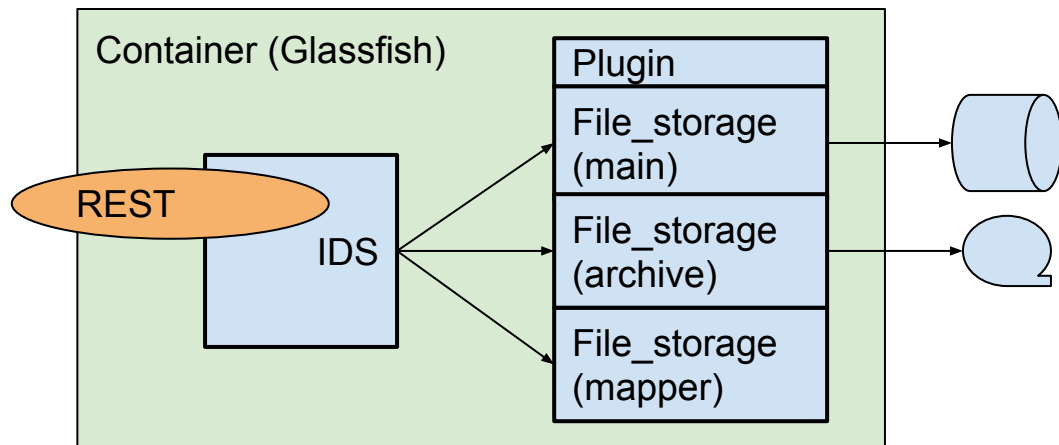 Container (Glassfish)
REST
IDS
Plugin
File_storage
(main)
File_storage
(archive)
File_storage
(mapper)